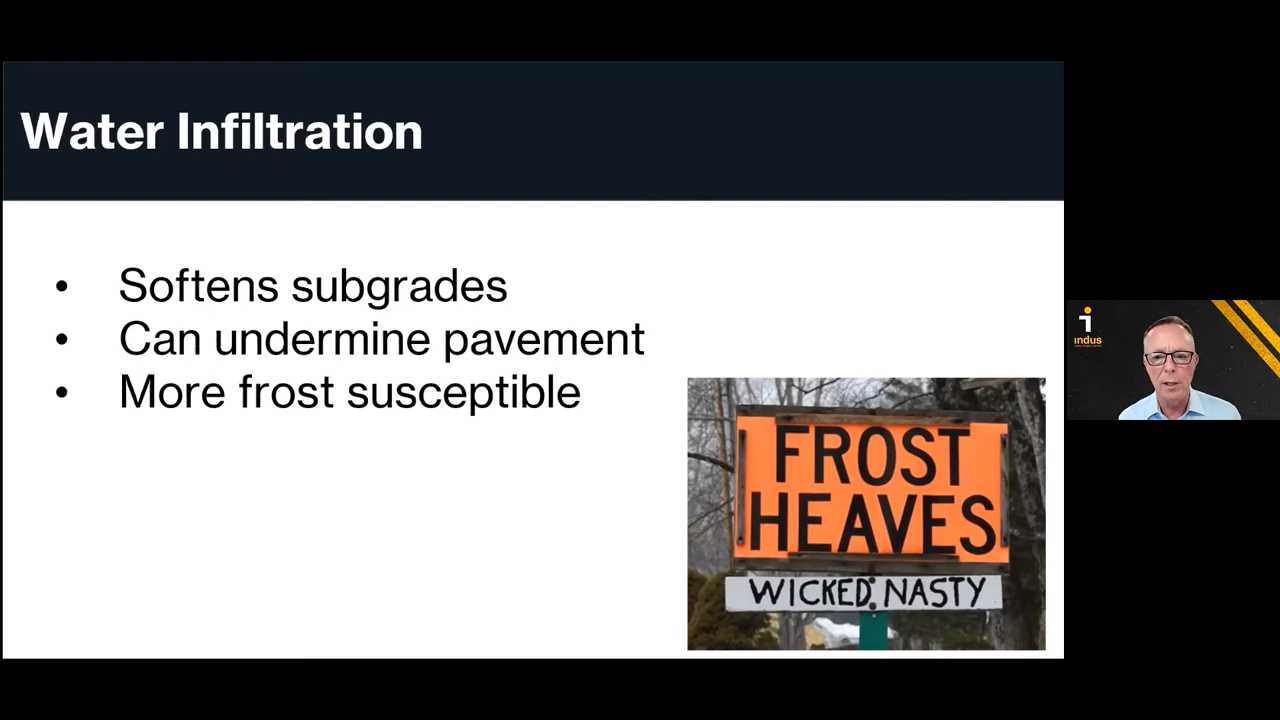 Water Infiltration
• Softens subgrades
• Can undermine pavement
• More frost susceptible
FROST
HEAVES
WICKED NASTY
indus